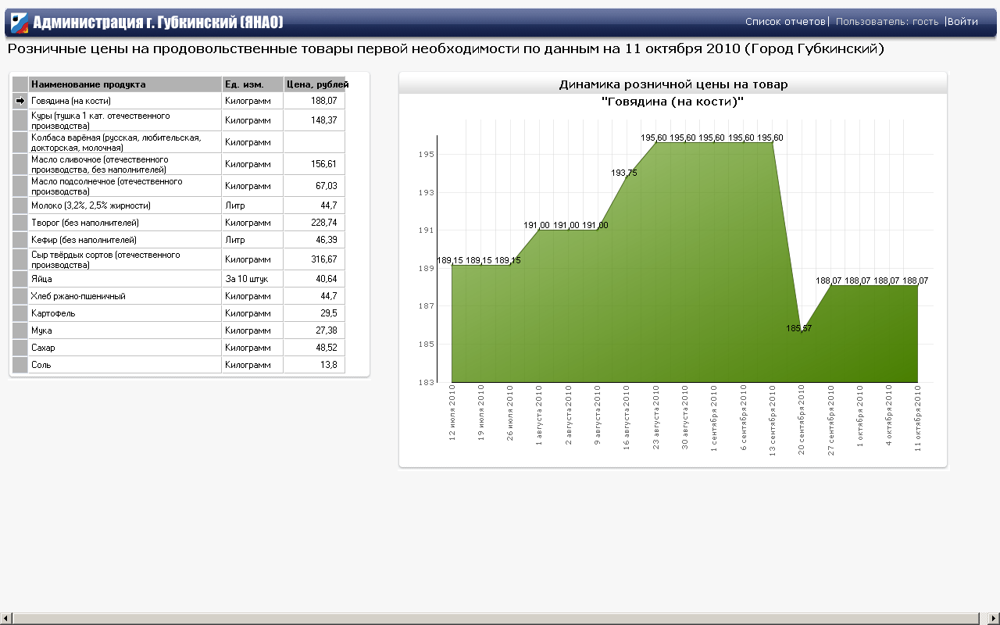 Администрация г. Губкинский (ЯНАО)
Список отчетов| Пользователь: гость |Войти
Розничные цены на продовольственные товары первой необходимости по данным на 11 октября 2010 (Город Губкинский)
Наименование продукта Ед. изм. Цена, рублей
Говядина (на кости) Килограмм 188,07
Куры (тушка 1 кат. отечественного
производства) Килограмм 148,37
Колбаса варёная (русская, любительская,
докторская, молочная) Килограмм
Масло сливочное (отечественного
производства, без наполнителей) Килограмм 156,61
Масло подсолнечное (отечественного
производства) Килограмм 67,03
Молоко (3,2%, 2,5% жирности) Литр 44,7
Творог (без наполнителей) Килограмм 228,74
Кефир (без наполнителей) Литр 46,39
Сыр твёрдых сортов (отечественного
производства) Килограмм 316,67
Яйца За 10 штук 40,64
Хлеб ржано-пшеничный Килограмм 44,7
Картофель Килограмм 29,5
Мука Килограмм 27,38
Сахар Килограмм 48,52
Соль Килограмм 13,8
Динамика розничной цены на товар
"Говядина (на кости)"
195,60 195,60 195,60 195,60 195,60
195
193,75
193
191,00 191,00 191,00
191
189,15 189,15 189,15
189
188,07 188,07 188,07 188,07
187
185,57
185
183
12 июля 2010
19 июля 2010
26 июля 2010
1 августа 2010
2 августа 2010
9 августа 2010
16 августа 2010
23 августа 2010
30 августа 2010
1 сентября 2010
6 сентября 2010
13 сентября 2010
20 сентября 2010
27 сентября 2010
1 октября 2010
4 октября 2010
11 октября 2010